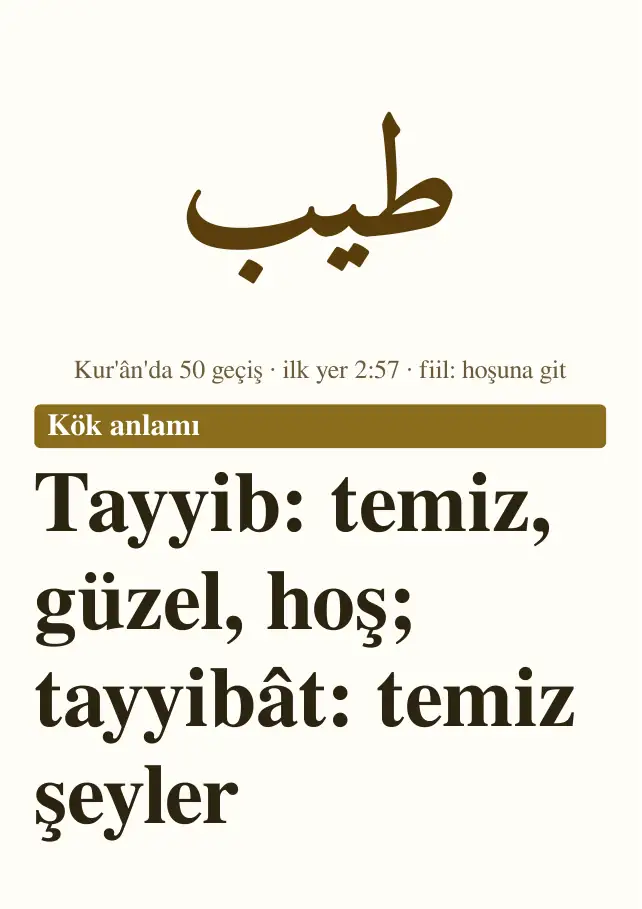 طيب
Kur'ân'da 50 geçiş · ilk yer 2:57 · fiil: hoşuna git
Kök anlamı
Tayyib: temiz,
güzel, hoş;
tayyibât: temiz
şeyler